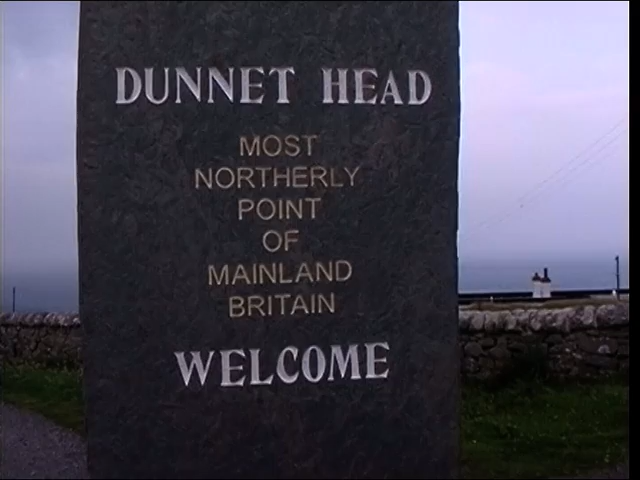 DUNNET HEAD
MOST
NORTHERLY
POINT
OF
MAINLAND
BRITAIN
WELCOME